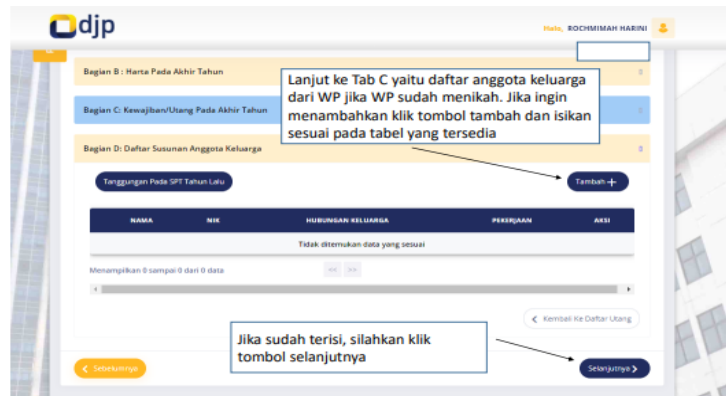 djp
Halo, ROCHMIMAH HARINI
Bagian B : Harta Pada Akhir Tahun
0
Lanjut ke Tab C yaitu daftar anggota keluarga
dari WP jika WP sudah menikah. Jika ingin
menambahkan klik tombol tambah dan isikan
sesuai pada tabel yang tersedia
Bagian C: Kewajiban/Utang Pada Akhir Tahun
0
Bagian D: Daftar Susunan Anggota Keluarga
0
Tanggungan Pada SPT Tahun Lalu
Tambah +
NAMA NIK HUBUNGAN KELUARGA PEKERJAAN AKSI
Tidak ditemukan data yang sesuai
Menampilkan 0 sampai 0 dari 0 data
<< >>
< Kembali Ke Daftar Utang
Jika sudah terisi, silahkan klik
tombol selanjutnya
< Sebelumnya
Selanjutnya >